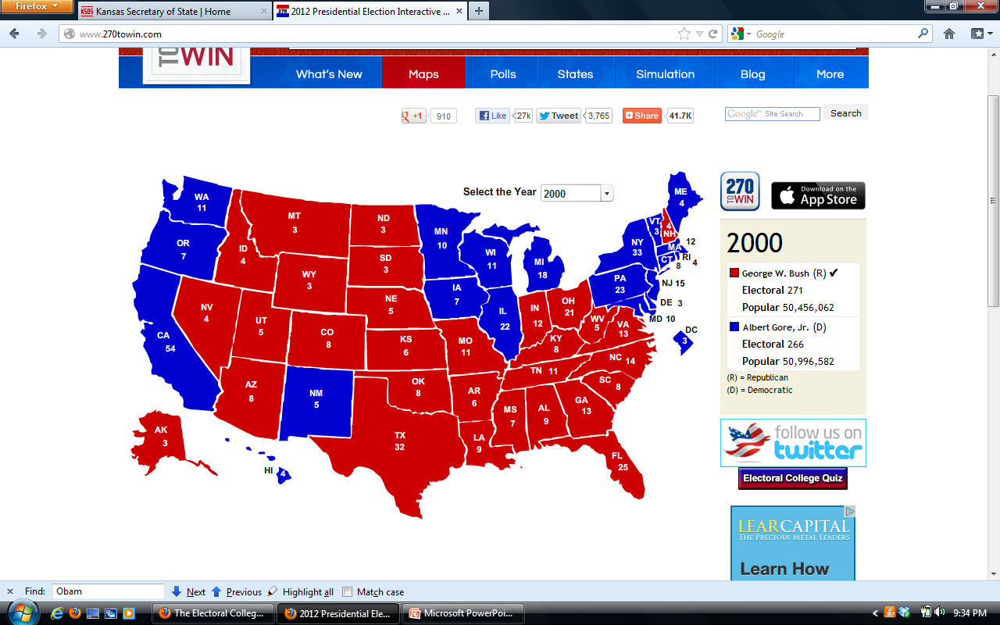 Firefox
Kansas Secretary of State | Home
270 2012 Presidential Election Interactive ...
www.270towin.com
Google
TO WIN
What's New Maps Polls States Simulation Blog More
+1 910 Like 27k Tweet 3,765 Share 41.7K
Google™ Site Search Search
Select the Year 2000
WA 11
OR 7
CA 54
NV 4
ID 4
MT 3
WY 3
UT 5
AZ 8
CO 8
NM 5
ND 3
SD 3
NE 5
KS 6
OK 8
TX 32
MN 10
IA 7
MO 11
AR 6
LA 9
WI 11
IL 22
MI 18
IN 12
OH 21
KY 8
TN 11
MS 7
AL 9
GA 13
FL 25
SC 8
NC 14
VA 13
WV 5
PA 23
NY 33
VT 3
4 NH
ME 4
MA 12
RI 4
CT 8
NJ 15
DE 3
MD 10
DC 3
AK 3
HI 4
270 TO WIN
Download on the
App Store
2000
George W. Bush (R) ✔
Electoral 271
Popular 50,456,062
Albert Gore, Jr. (D)
Electoral 266
Popular 50,996,582
(R) = Republican
(D) = Democratic
follow us on
twitter
Electoral College Quiz
LEARCAPITAL
THE PRECIOUS METAL LEADERS
Learn How
Find: Obam Next Previous Highlight all Match case
The Electoral Colleg...
2012 Presidential Ele...
Microsoft PowerPoi...
9:34 PM